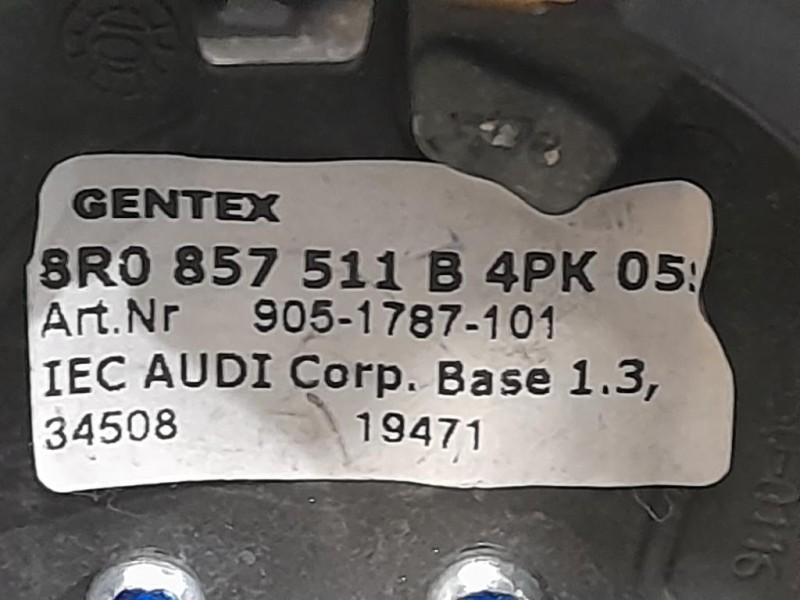 GENTEX
8R0 857 511 B 4PK 05
Art.Nr 905-1787-101
IEC AUDI Corp. Base 1.3,
34508 19471